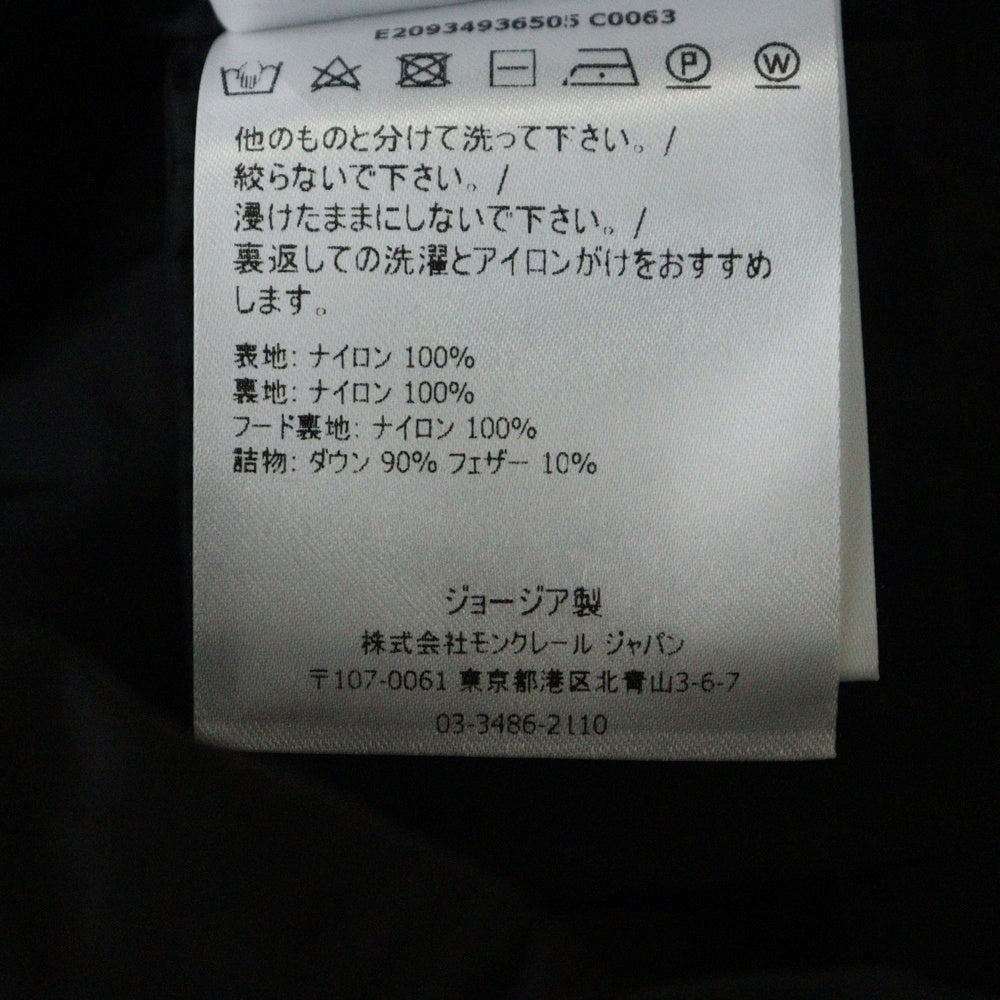 E20934936505 C0063
P W
他のものと分けて洗って下さい。/
絞らないで下さい。/
浸けたままにしないで下さい。/
裏返しての洗濯とアイロンがけをおすすめ
します。
表地: ナイロン 100%
裏地: ナイロン 100%
フード裏地: ナイロン 100%
詰物: ダウン 90% フェザー 10%
ジョージア製
株式会社モンクレール ジャパン
〒107-0061 東京都港区北青山3-6-7
03-3486-2110